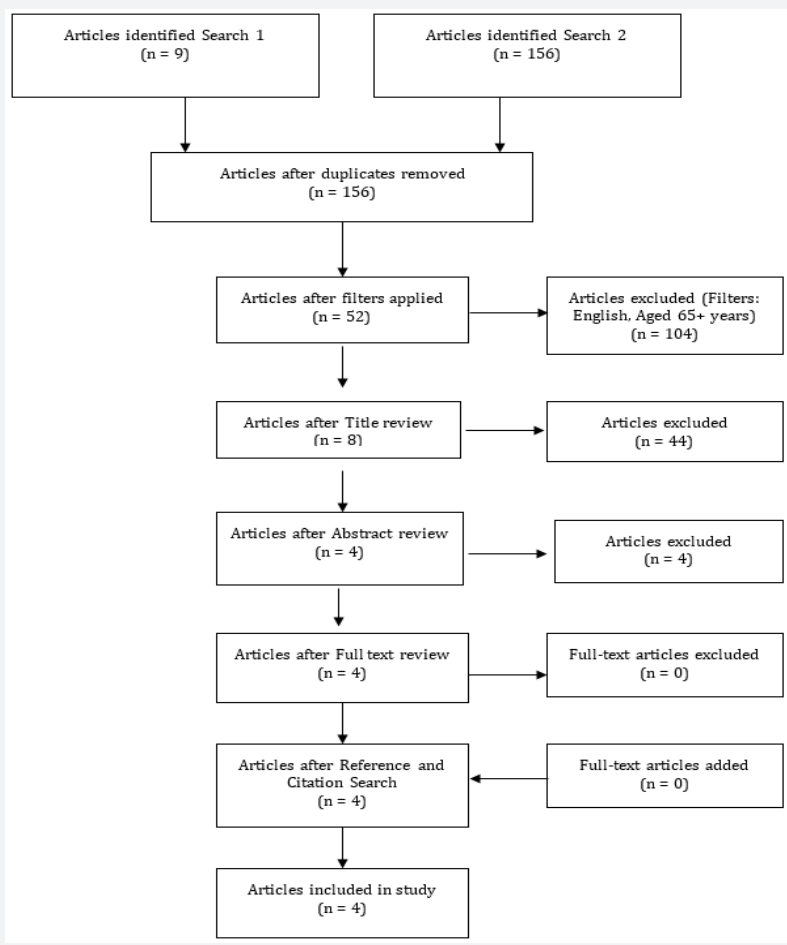 Articles identified Search 1
(n = 9)
Articles identified Search 2
(n = 156)
Articles after duplicates removed
(n = 156)
Articles after filters applied
(n = 52)
Articles excluded (Filters:
English, Aged 65+ years)
(n = 104)
Articles after Title review
(n = 8)
Articles excluded
(n = 44)
Articles after Abstract review
(n = 4)
Articles excluded
(n = 4)
Articles after Full text review
(n = 4)
Full-text articles excluded
(n = 0)
Articles after Reference and
Citation Search
(n = 4)
Full-text articles added
(n = 0)
Articles included in study
(n = 4)